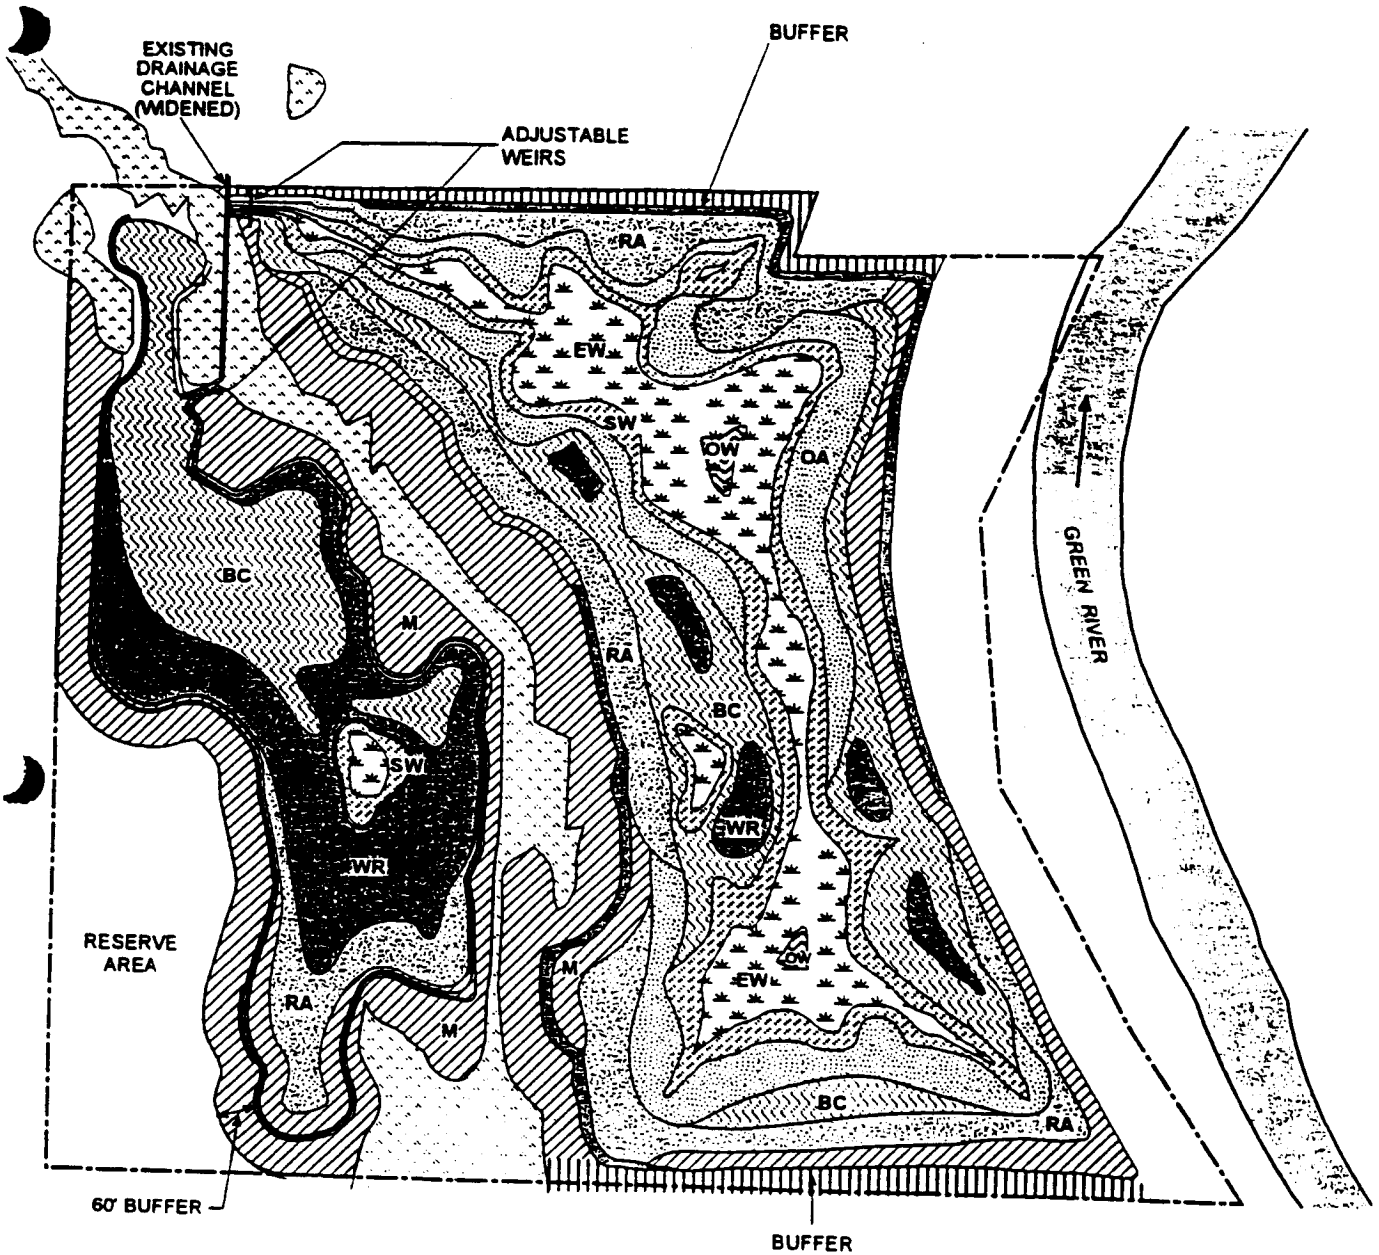 BUFFER
EXISTING
DRAINAGE
CHANNEL
(WIDENED)
ADJUSTABLE
WEIRS
RA
EW
SW
OW
OA
GREEN RIVER
BC
M
RA
BC
SW
WR
WR
RESERVE
AREA
RA
M
M
OW
EW
BC
RA
60' BUFFER
BUFFER